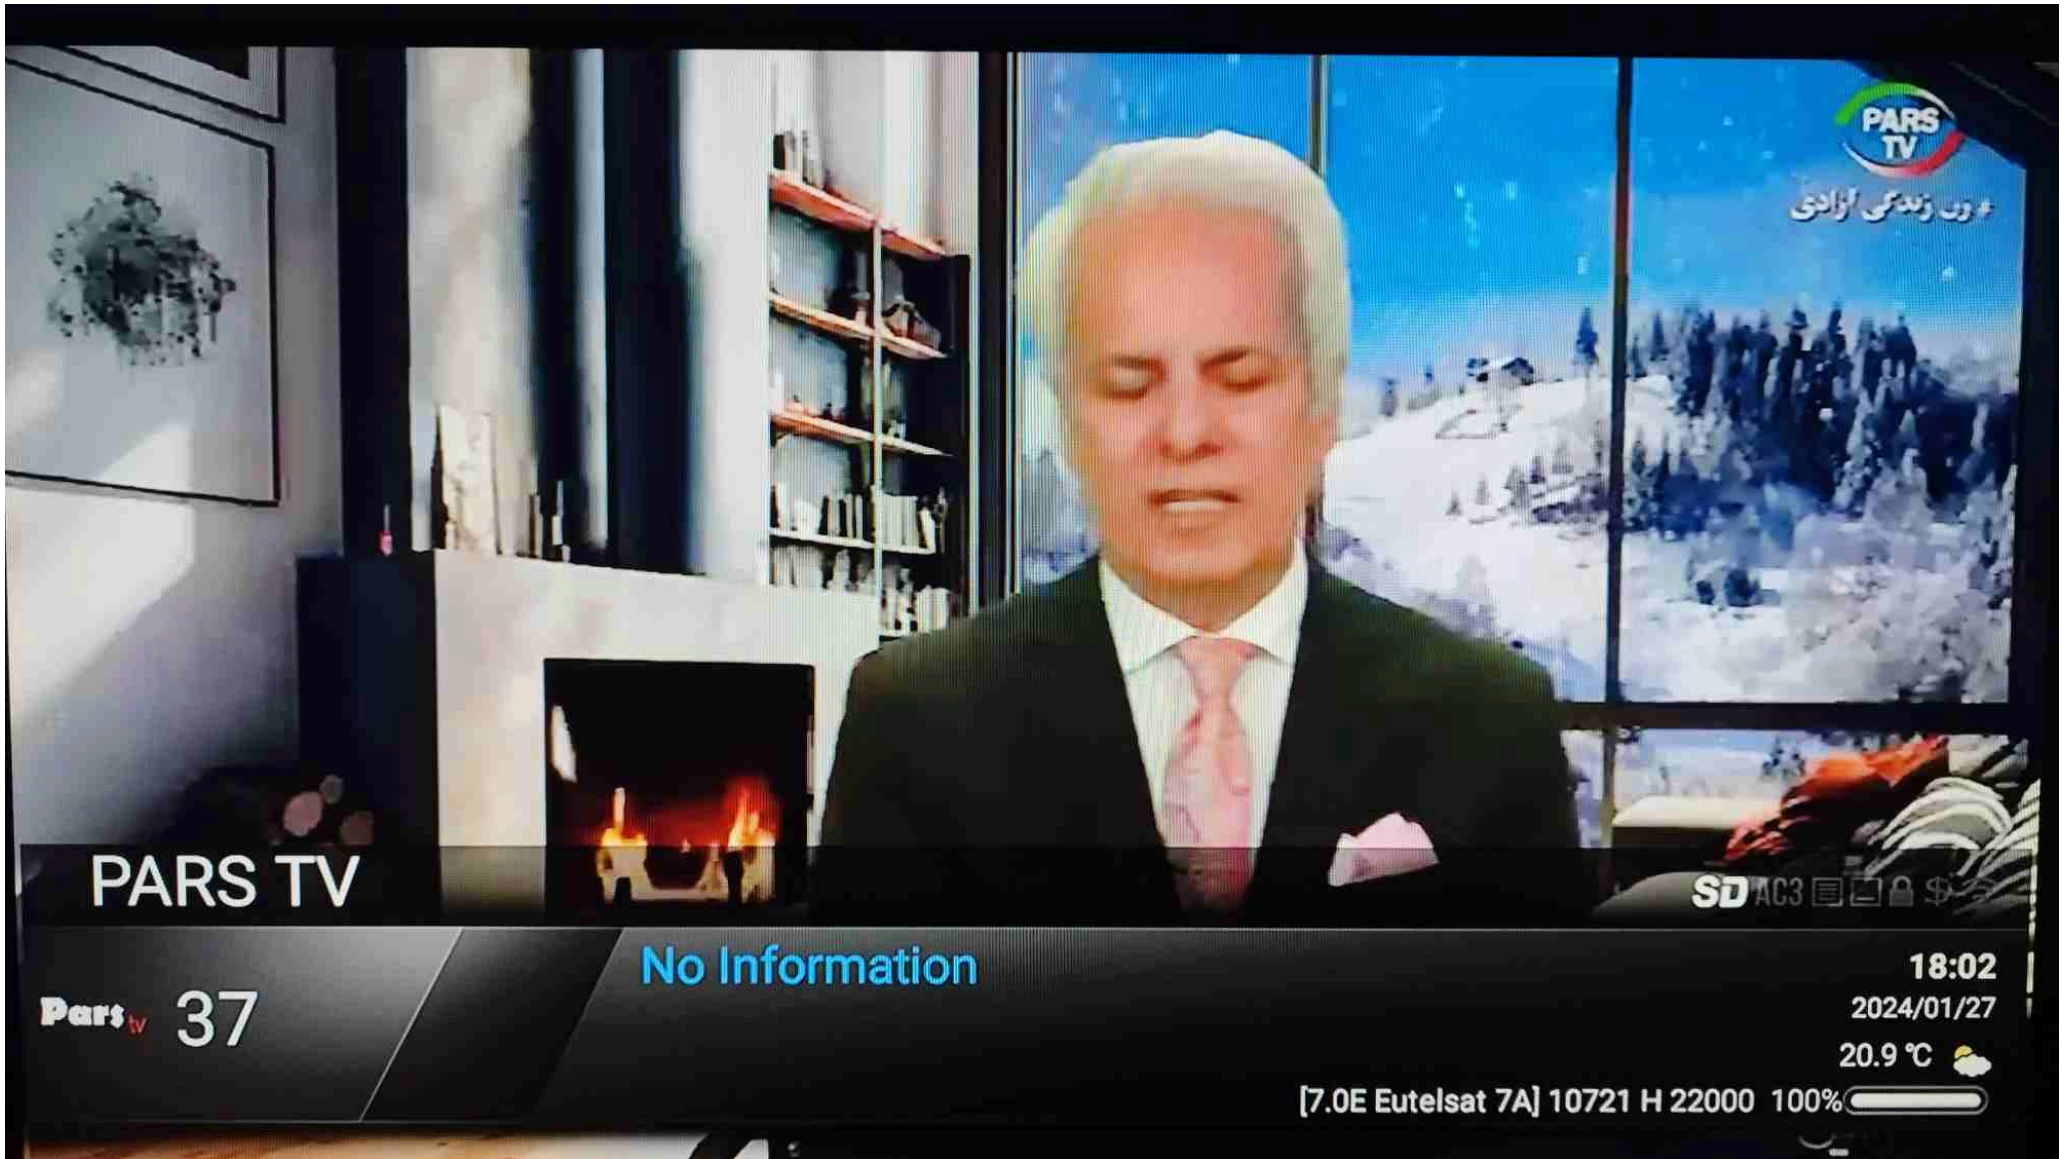 PARS
TV
# زن زندگی آزادی
PARS TV
SD AC3 $
No Information
18:02
Pars tv 37
2024/01/27
20.9 °C
[7.0E Eutelsat 7A] 10721 H 22000 100%